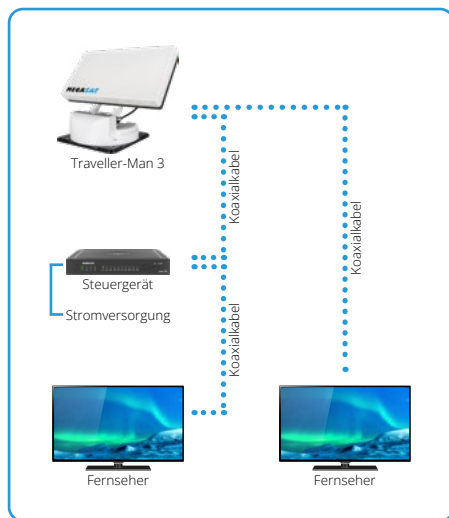 MEGASAT
Traveller-Man 3
Koaxialkabel
Koaxialkabel
Steuergerät
Stromversorgung
Koaxialkabel
Fernseher
Fernseher